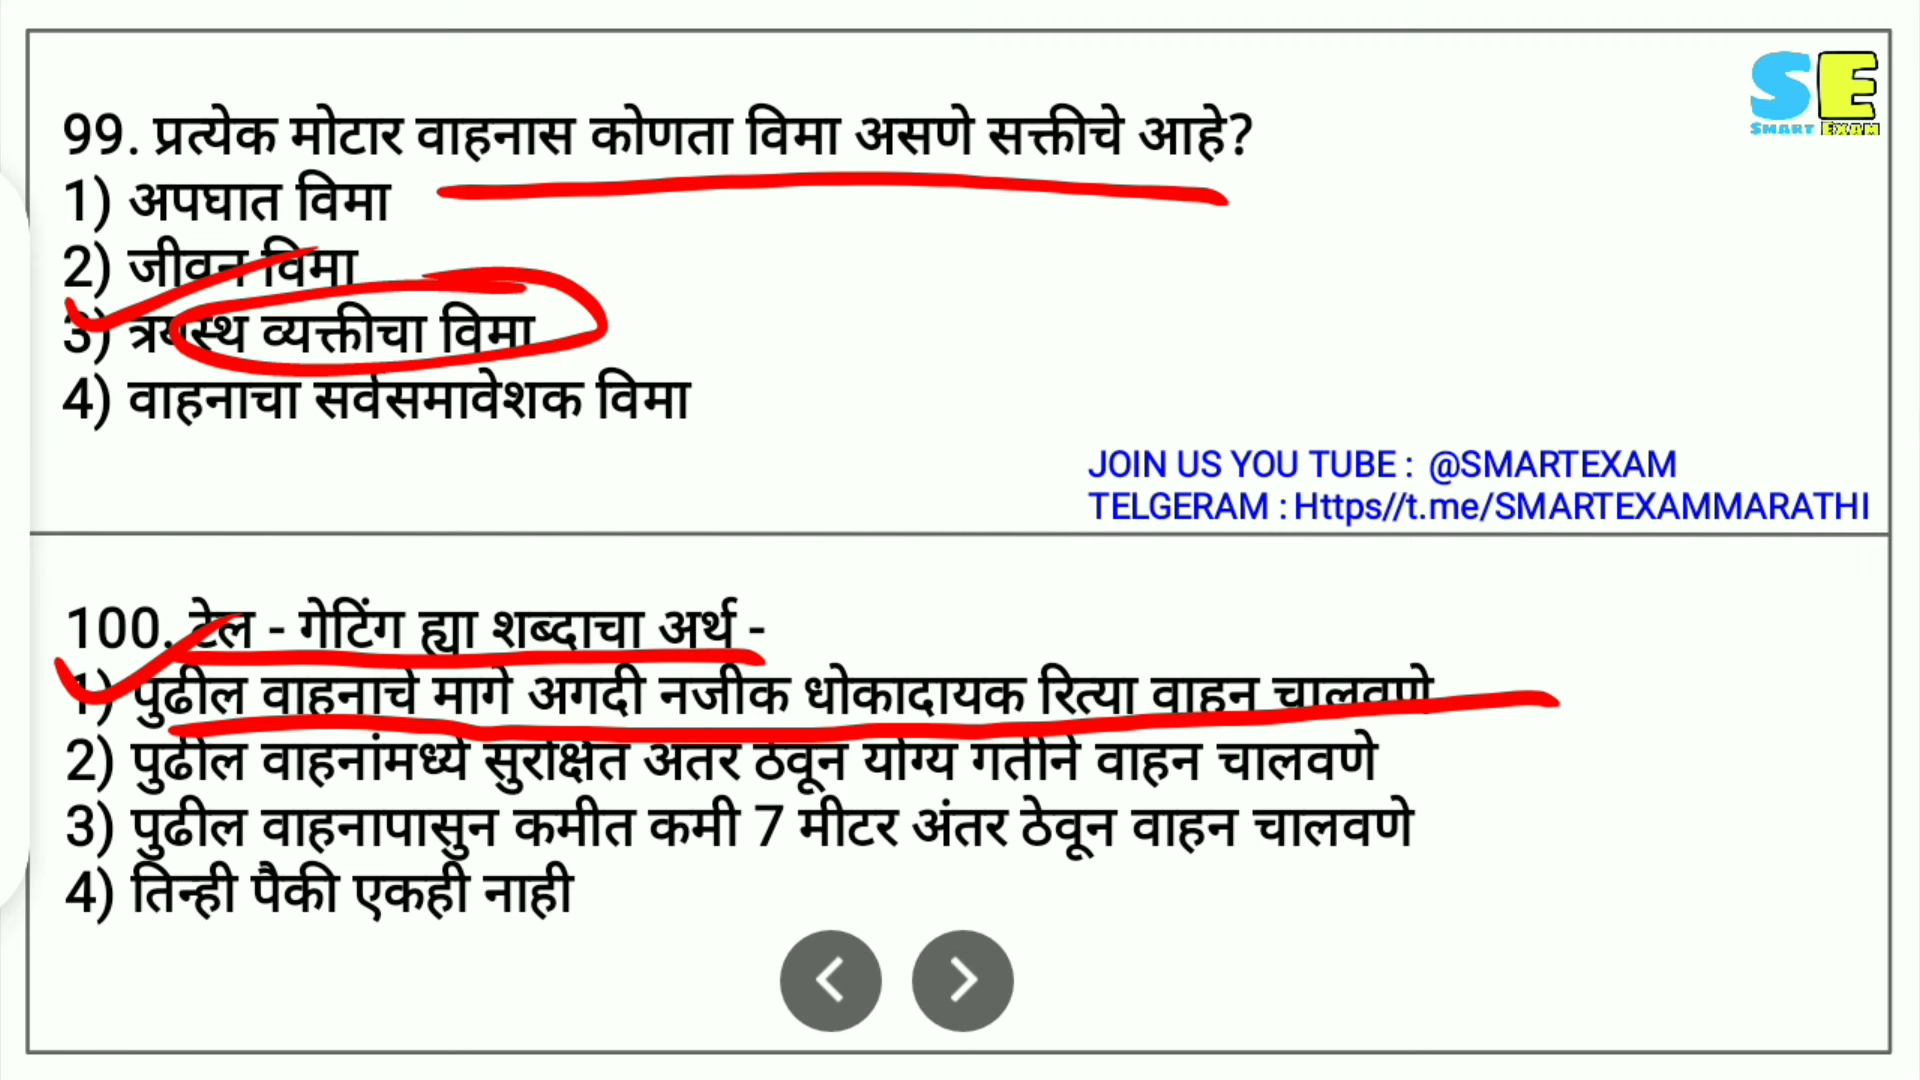 SE
SMART EXAM
99. प्रत्येक मोटार वाहनास कोणता विमा असणे सक्तीचे आहे?
1) अपघात विमा
2) जीवन विमा
3) त्रयस्थ व्यक्तीचा विमा
4) वाहनाचा सर्वसमावेशक विमा
JOIN US YOU TUBE : @SMARTEXAM
TELGERAM : Https//t.me/SMARTEXAMMARATHI
100. टेल - गेटिंग ह्या शब्दाचा अर्थ -
1) पुढील वाहनाचे मागे अगदी नजीक धोकादायक रित्या वाहन चालवणे
2) पुढील वाहनांमध्ये सुरक्षित अंतर ठेवून योग्य गतीने वाहन चालवणे
3) पुढील वाहनापासुन कमीत कमी 7 मीटर अंतर ठेवून वाहन चालवणे
4) तिन्ही पैकी एकही नाही